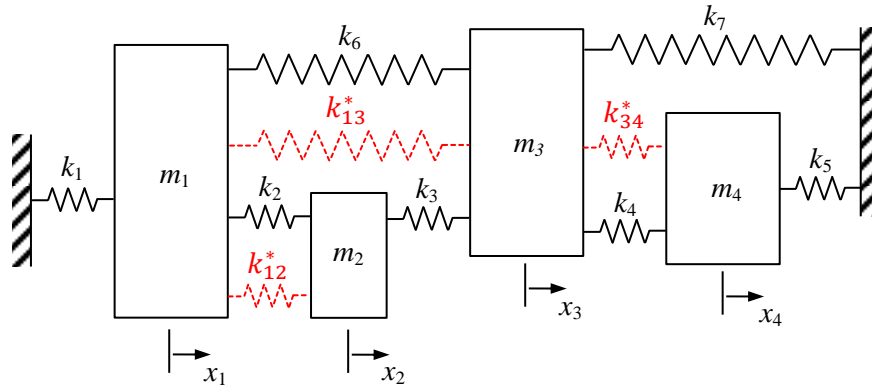 k₆
k₇
k*₁₃
k*₃₄
k₁
m₁
k₂
k₃
m₃
k₄
m₄
k₅
m₂
k*₁₂
x₁
x₂
x₃
x₄